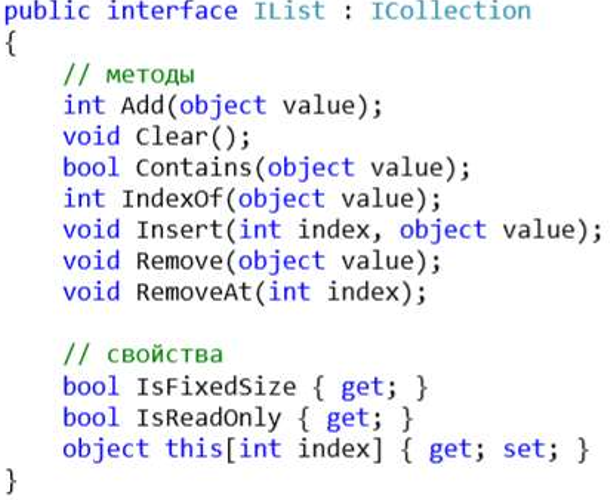 public interface IList : ICollection
{
// методы
int Add(object value);
void Clear();
bool Contains(object value);
int IndexOf(object value);
void Insert(int index, object value);
void Remove(object value);
void RemoveAt(int index);
// свойства
bool IsFixedSize { get; }
bool IsReadOnly { get; }
object this[int index] { get; set; }
}